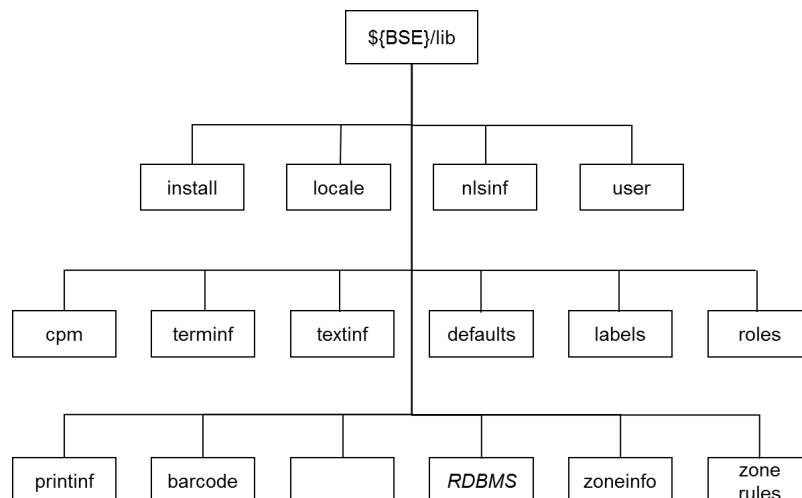 ${BSE}/lib
install locale nlsinf user
cpm terminf textinf defaults labels roles
printinf barcode RDBMS zoneinfo zone
rules